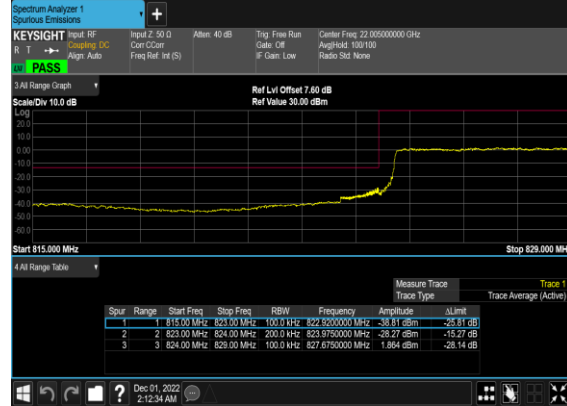 Spectrum Analyzer 1
Spurious Emissions
+
KEYSIGHT Input: RF Input Z: 50 Ω Atten: 40 dB Trig: Free Run Center Freq: 22.005000000 GHz
R T Coupling: DC Corr CCorr Gate: Off Avg|Hold: 100/100
Align: Auto Freq Ref: Int (S) IF Gain: Low Radio Std: None
PASS
3 All Range Graph
Ref Lvl Offset 7.60 dB
Scale/Div 10.0 dB Ref Value 30.00 dBm
Log
20.0
10.0
0.00
-10.0
-20.0
-30.0
-40.0
-50.0
-60.0
Start 815.000 MHz Stop 829.000 MH
4 All Range Table
Measure Trace Trace 1
Trace Type Trace Average (Active)
Spur Range Start Freq Stop Freq RBW Frequency Amplitude ΔLimit
1 1 815.00 MHz 823.00 MHz 100.0 kHz 822.9200000 MHz -38.81 dBm -25.81 dB
2 2 823.00 MHz 824.00 MHz 200.0 kHz 823.9750000 MHz -28.27 dBm -15.27 dB
3 3 824.00 MHz 829.00 MHz 100.0 kHz 827.6750000 MHz 1.864 dBm -28.14 dB
? Dec 01, 2022
2:12:34 AM